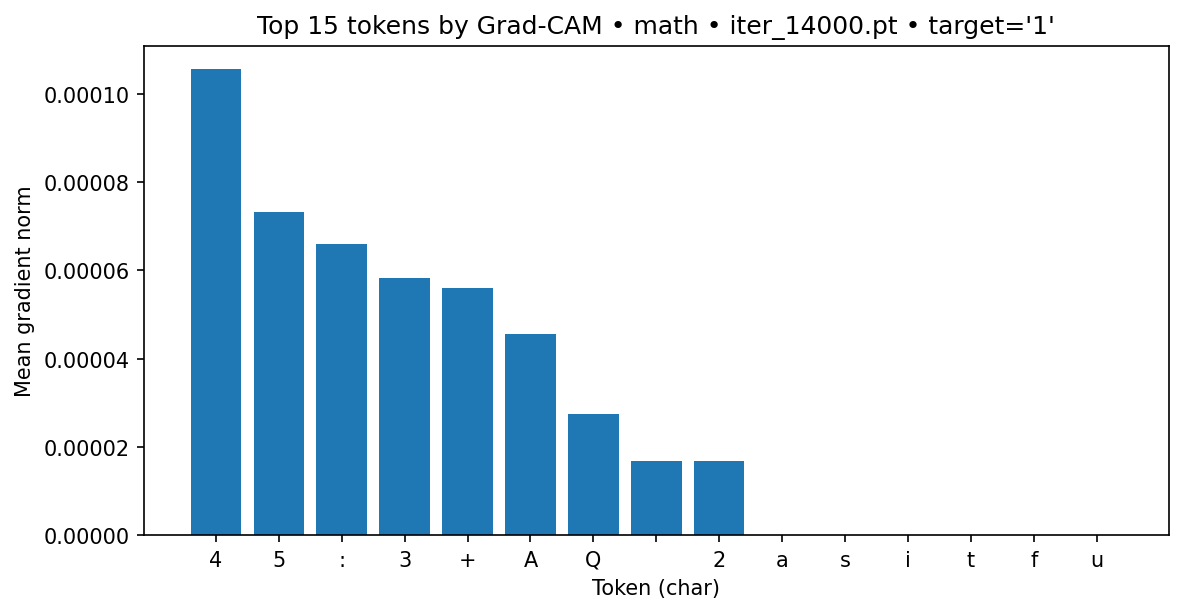 Top 15 tokens by Grad-CAM • math • iter_14000.pt • target='1'
Mean gradient norm
0.00010
0.00008
0.00006
0.00004
0.00002
0.00000
4 5 : 3 + A Q 2 a s i t f u
Token (char)